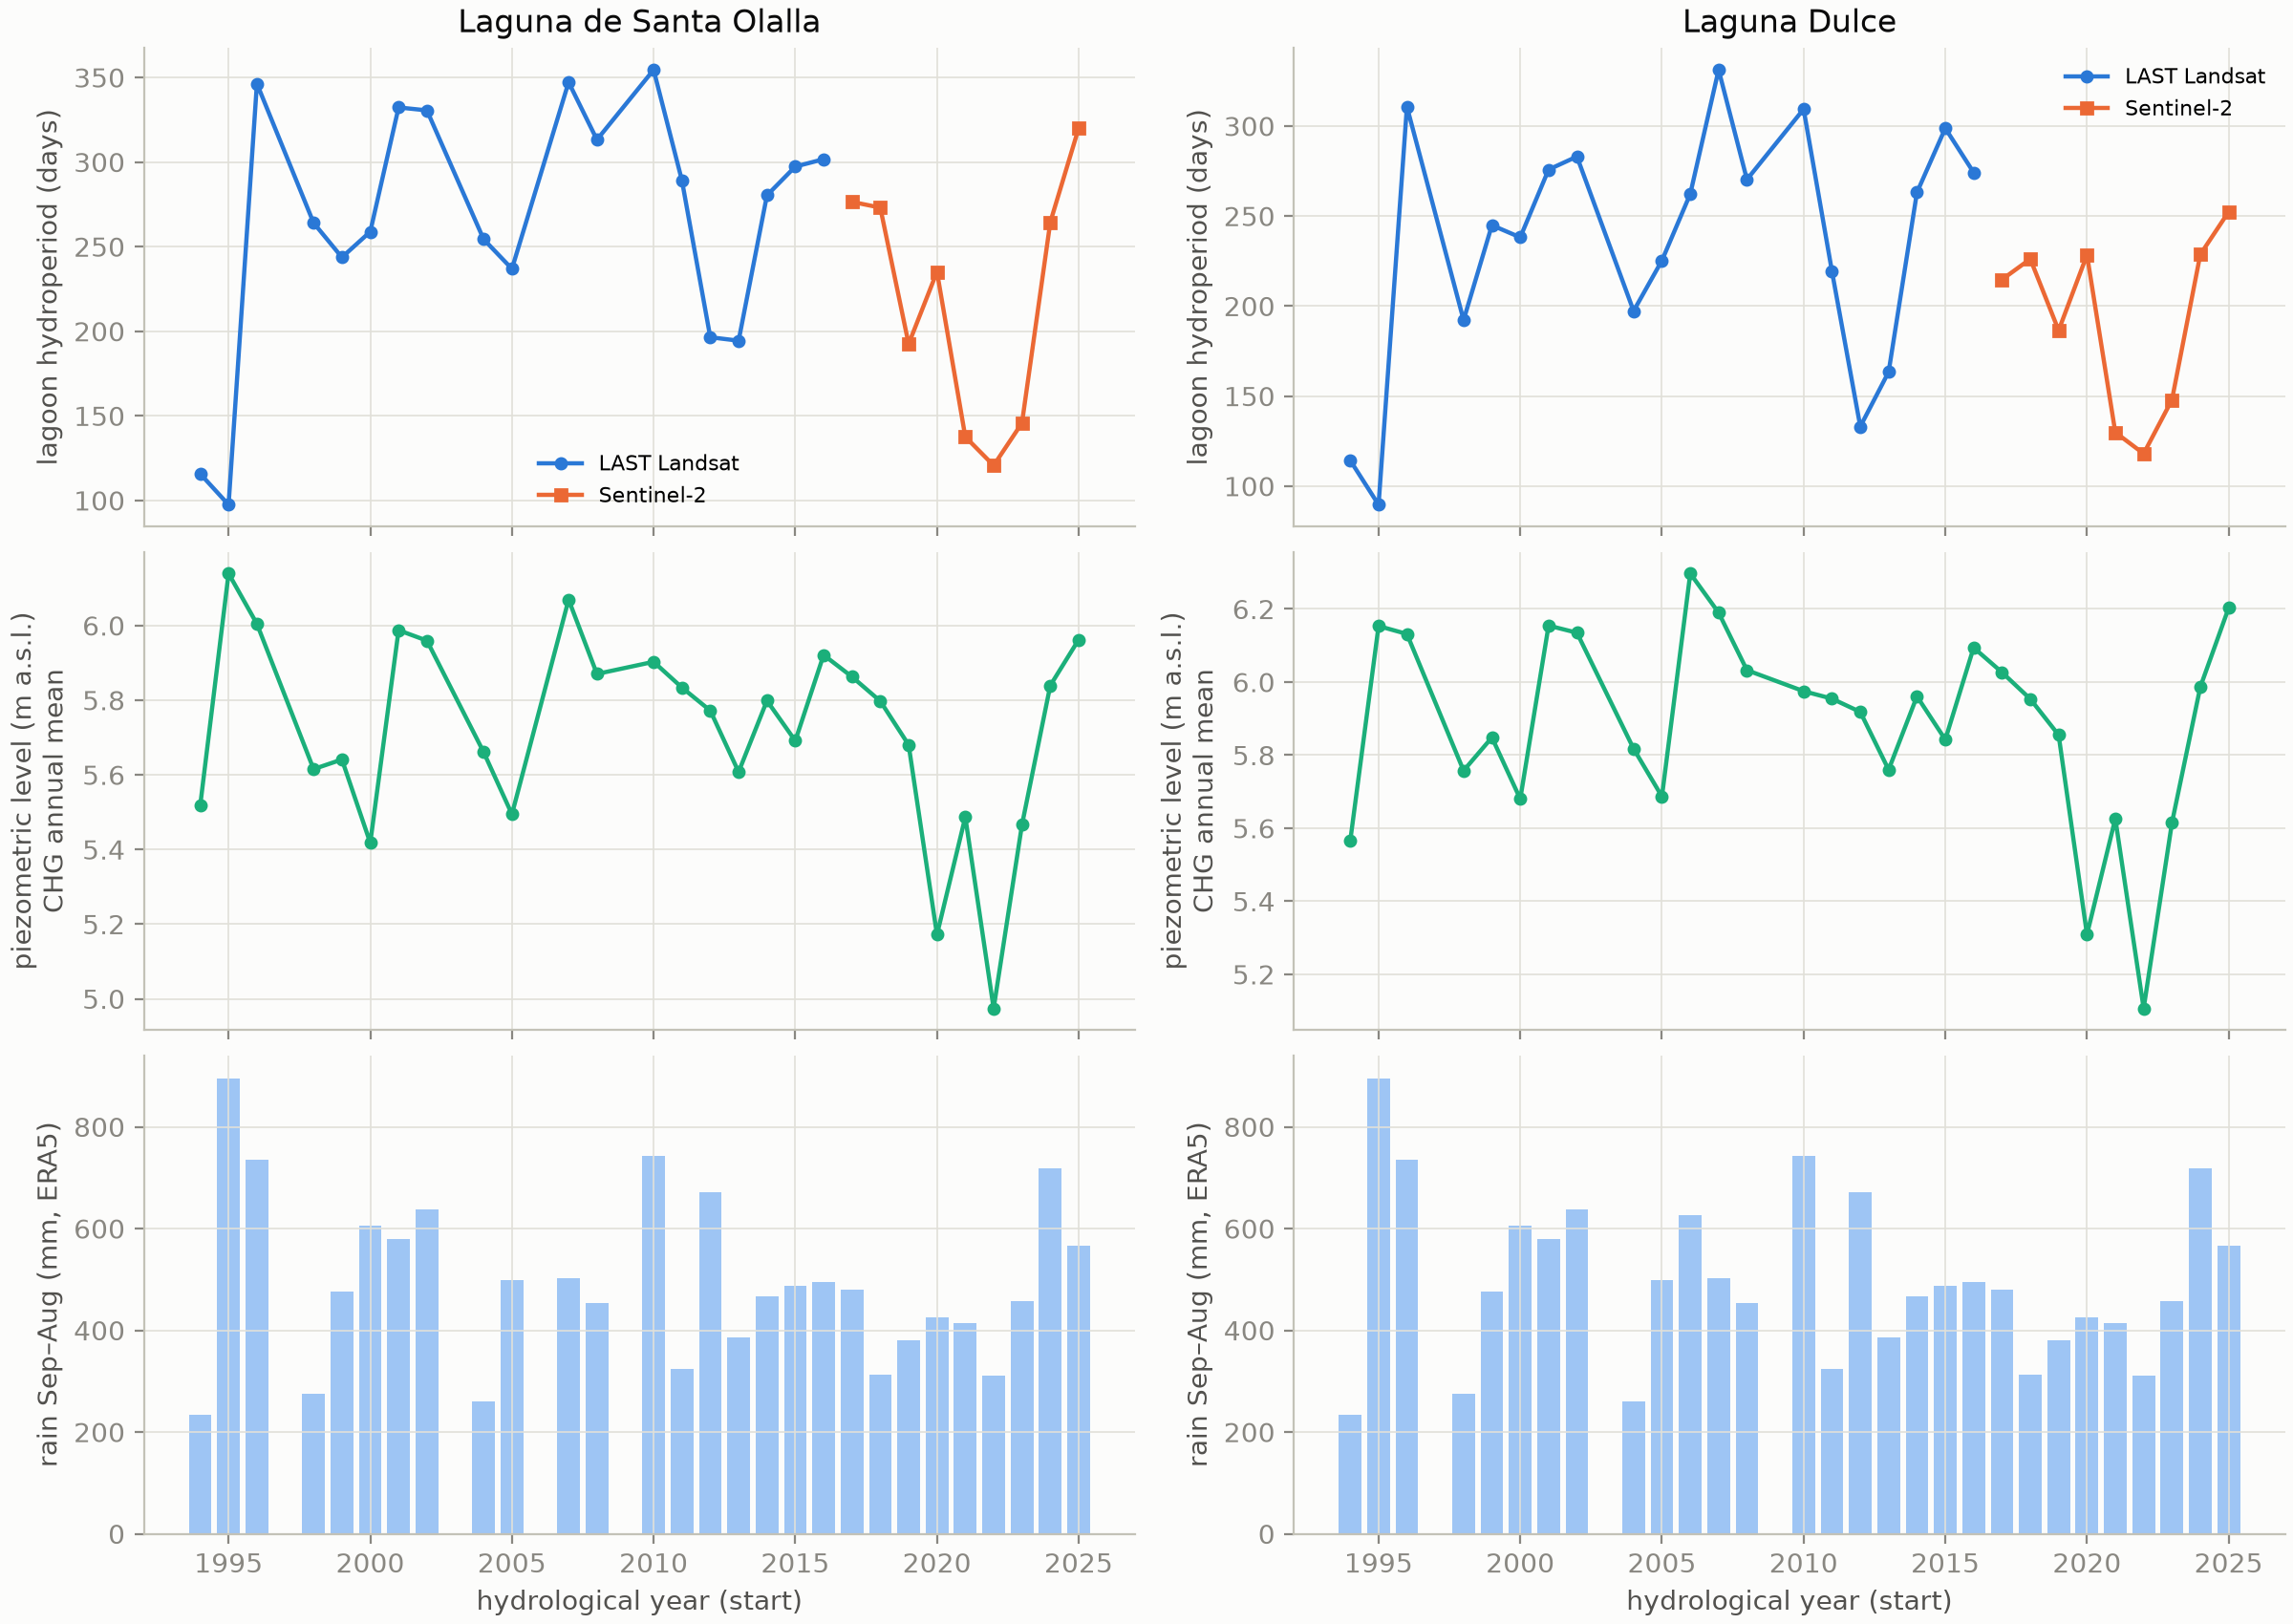 Laguna de Santa Olalla
Laguna Dulce
lagoon hydroperiod (days)
350
300
250
200
150
100
LAST Landsat
Sentinel-2
lagoon hydroperiod (days)
300
250
200
150
100
LAST Landsat
Sentinel-2
piezometric level (m a.s.l.)
CHG annual mean
6.0
5.8
5.6
5.4
5.2
5.0
piezometric level (m a.s.l.)
CHG annual mean
6.2
6.0
5.8
5.6
5.4
5.2
rain Sep–Aug (mm, ERA5)
800
600
400
200
0
1995 2000 2005 2010 2015 2020 2025
hydrological year (start)
rain Sep–Aug (mm, ERA5)
800
600
400
200
0
1995 2000 2005 2010 2015 2020 2025
hydrological year (start)